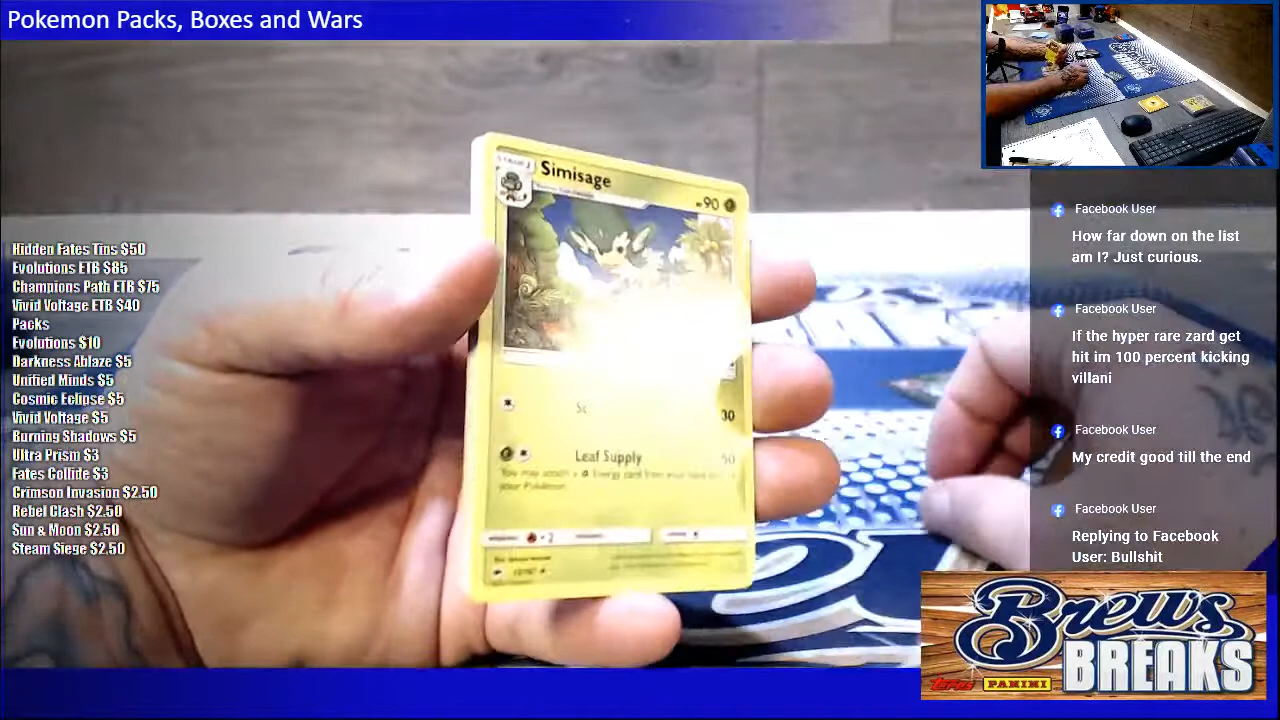 Pokemon Packs, Boxes and Wars
Hidden Fates Tins $50
Evolutions ETB $85
Champions Path ETB $75
Vivid Voltage ETB $40
Packs
Evolutions $10
Darkness Ablaze $5
Unified Minds $5
Cosmic Eclipse $5
Vivid Voltage $5
Burning Shadows $5
Ultra Prism $3
Fates Collide $3
Crimson Invasion $2.50
Rebel Clash $2.50
Sun & Moon $2.50
Steam Siege $2.50
Simisage
90
30
Leaf Supply 50
your Pokémon.
Facebook User
How far down on the list
am I? Just curious.
Facebook User
If the hyper rare zard get
hit im 100 percent kicking
villani
Facebook User
My credit good till the end
Facebook User
Replying to Facebook
User: Bullshit
Brews
BREAKS
Topps PANINI